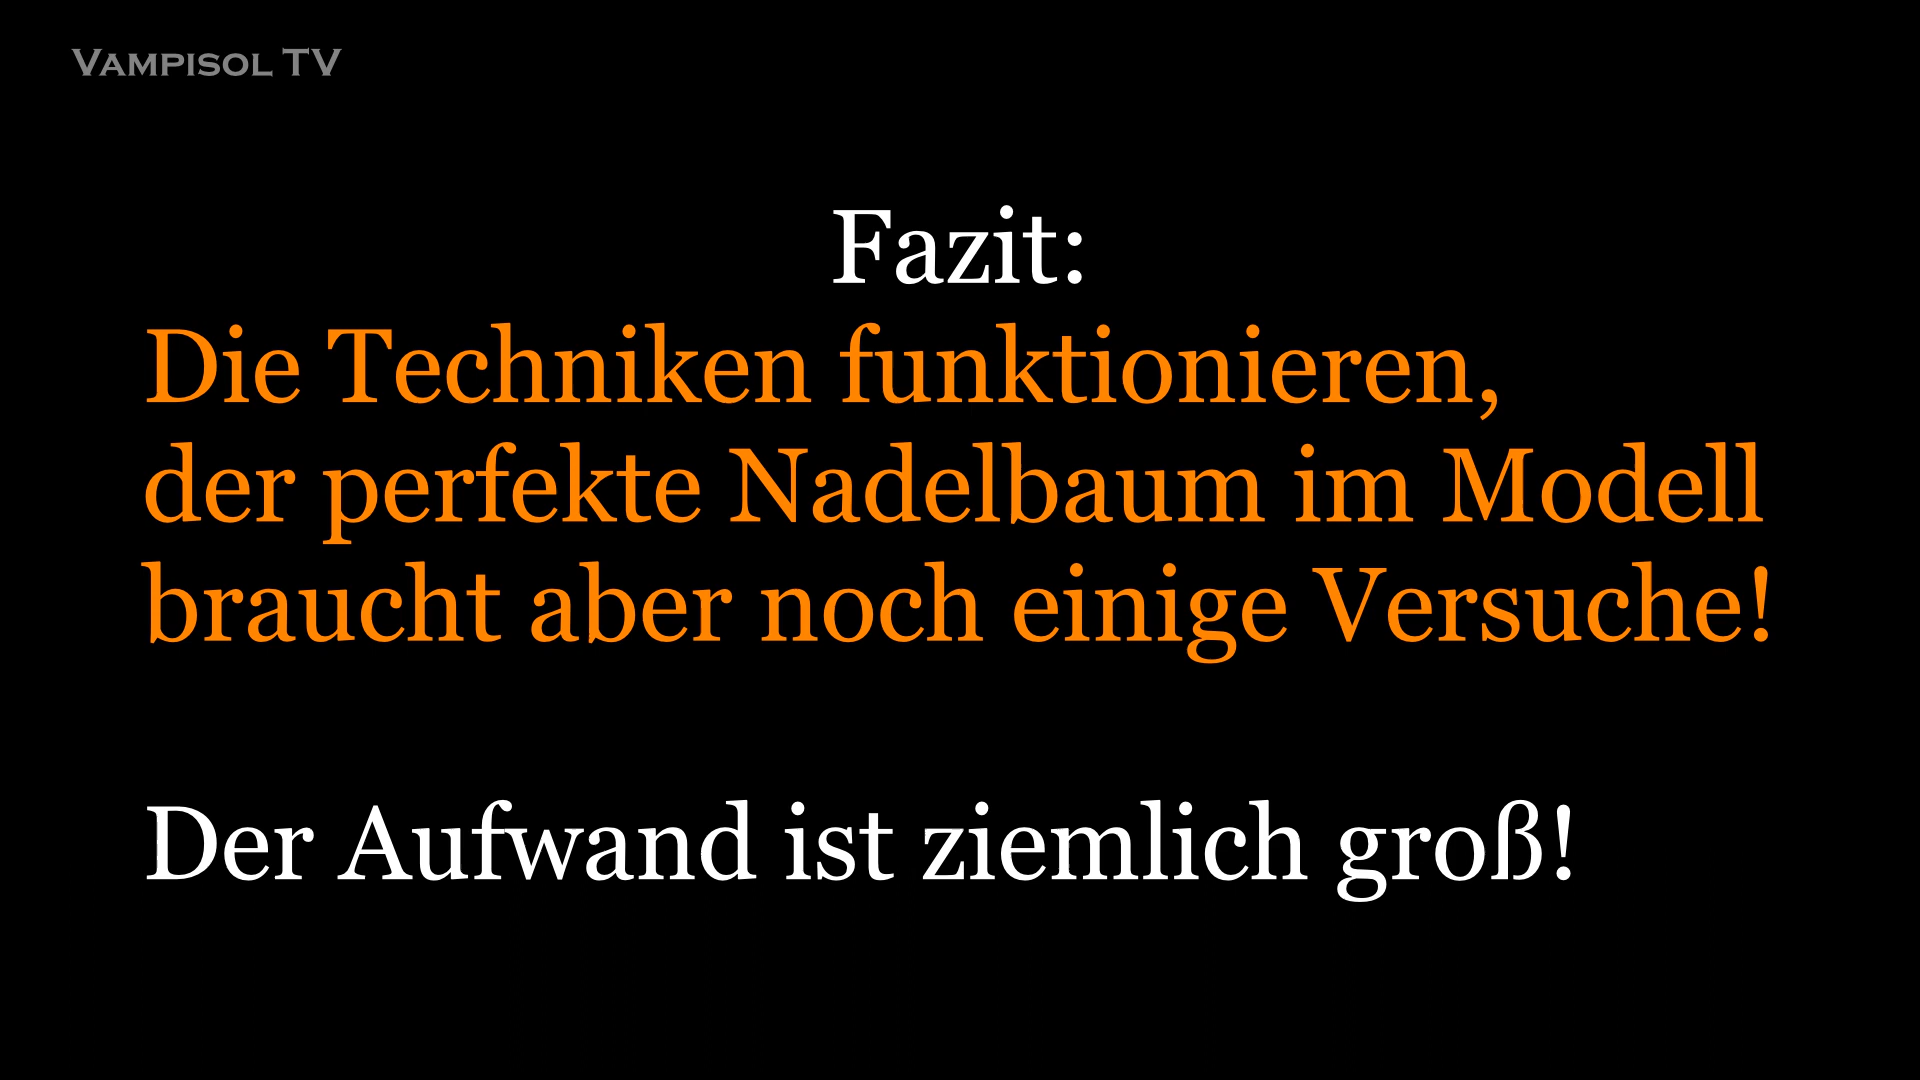 VAMPISOL TV
Fazit:
Die Techniken funktionieren,
der perfekte Nadelbaum im Modell
braucht aber noch einige Versuche!
Der Aufwand ist ziemlich groß!